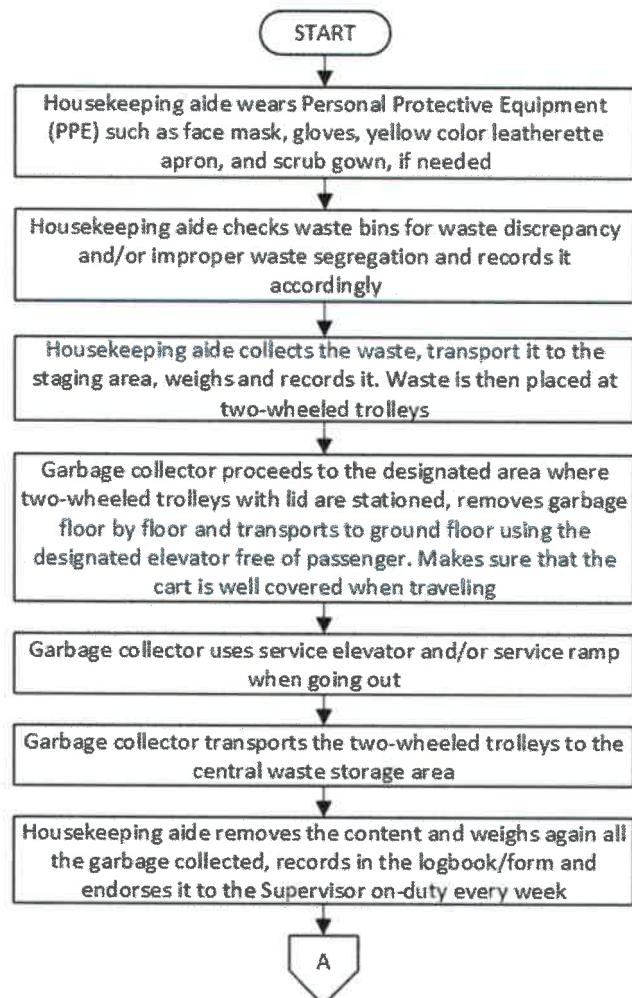 START
Housekeeping aide wears Personal Protective Equipment
(PPE) such as face mask, gloves, yellow color leatherette
apron, and scrub gown, if needed
Housekeeping aide checks waste bins for waste discrepancy
and/or improper waste segregation and records it
accordingly
Housekeeping aide collects the waste, transport it to the
staging area, weighs and records it. Waste is then placed at
two-wheeled trolleys
Garbage collector proceeds to the designated area where
two-wheeled trolleys with lid are stationed, removes garbage
floor by floor and transports to ground floor using the
designated elevator free of passenger. Makes sure that the
cart is well covered when traveling
Garbage collector uses service elevator and/or service ramp
when going out
Garbage collector transports the two-wheeled trolleys to the
central waste storage area
Housekeeping aide removes the content and weighs again all
the garbage collected, records in the logbook/form and
endorses it to the Supervisor on-duty every week
A